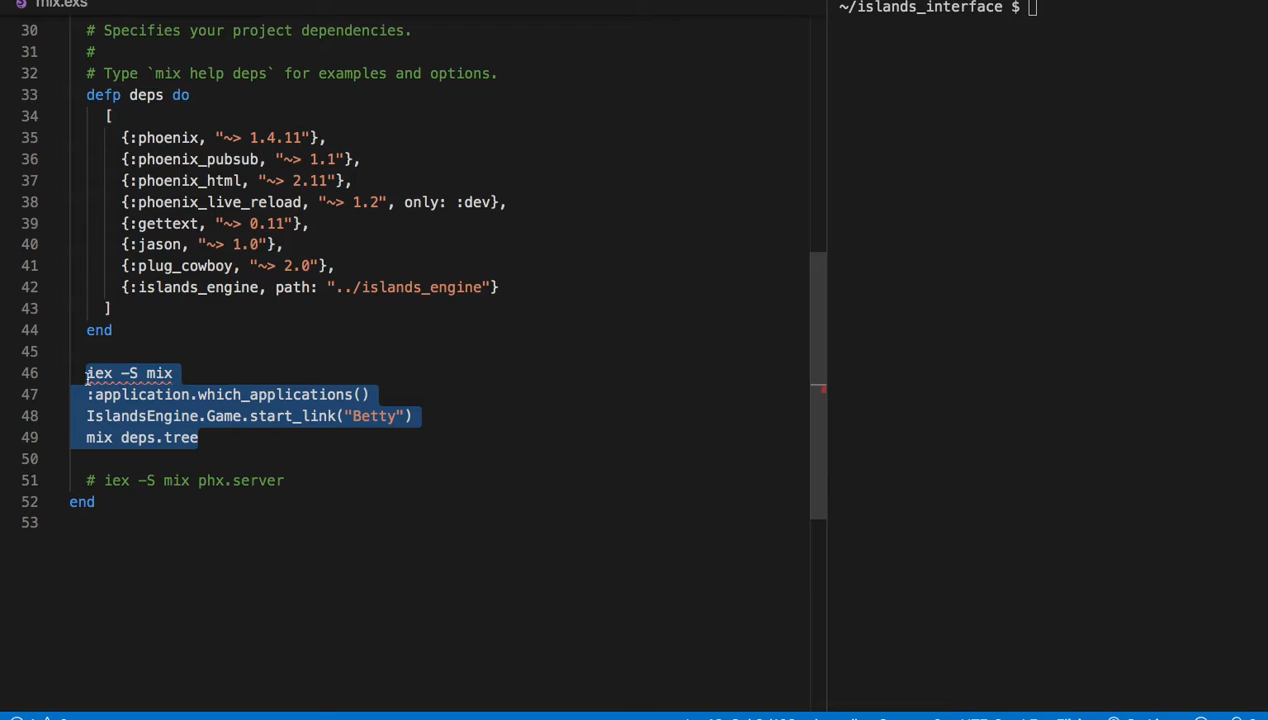 mix.exs
~/islands_interface $
30 # Specifies your project dependencies.
31 #
32 # Type `mix help deps` for examples and options.
33 defp deps do
34 [
35 {:phoenix, "~> 1.4.11"},
36 {:phoenix_pubsub, "~> 1.1"},
37 {:phoenix_html, "~> 2.11"},
38 {:phoenix_live_reload, "~> 1.2", only: :dev},
39 {:gettext, "~> 0.11"},
40 {:jason, "~> 1.0"},
41 {:plug_cowboy, "~> 2.0"},
42 {:islands_engine, path: "../islands_engine"}
43 ]
44 end
45
46 iex -S mix
47 :application.which_applications()
48 IslandsEngine.Game.start_link("Betty")
49 mix deps.tree
50
51 # iex -S mix phx.server
52 end
53